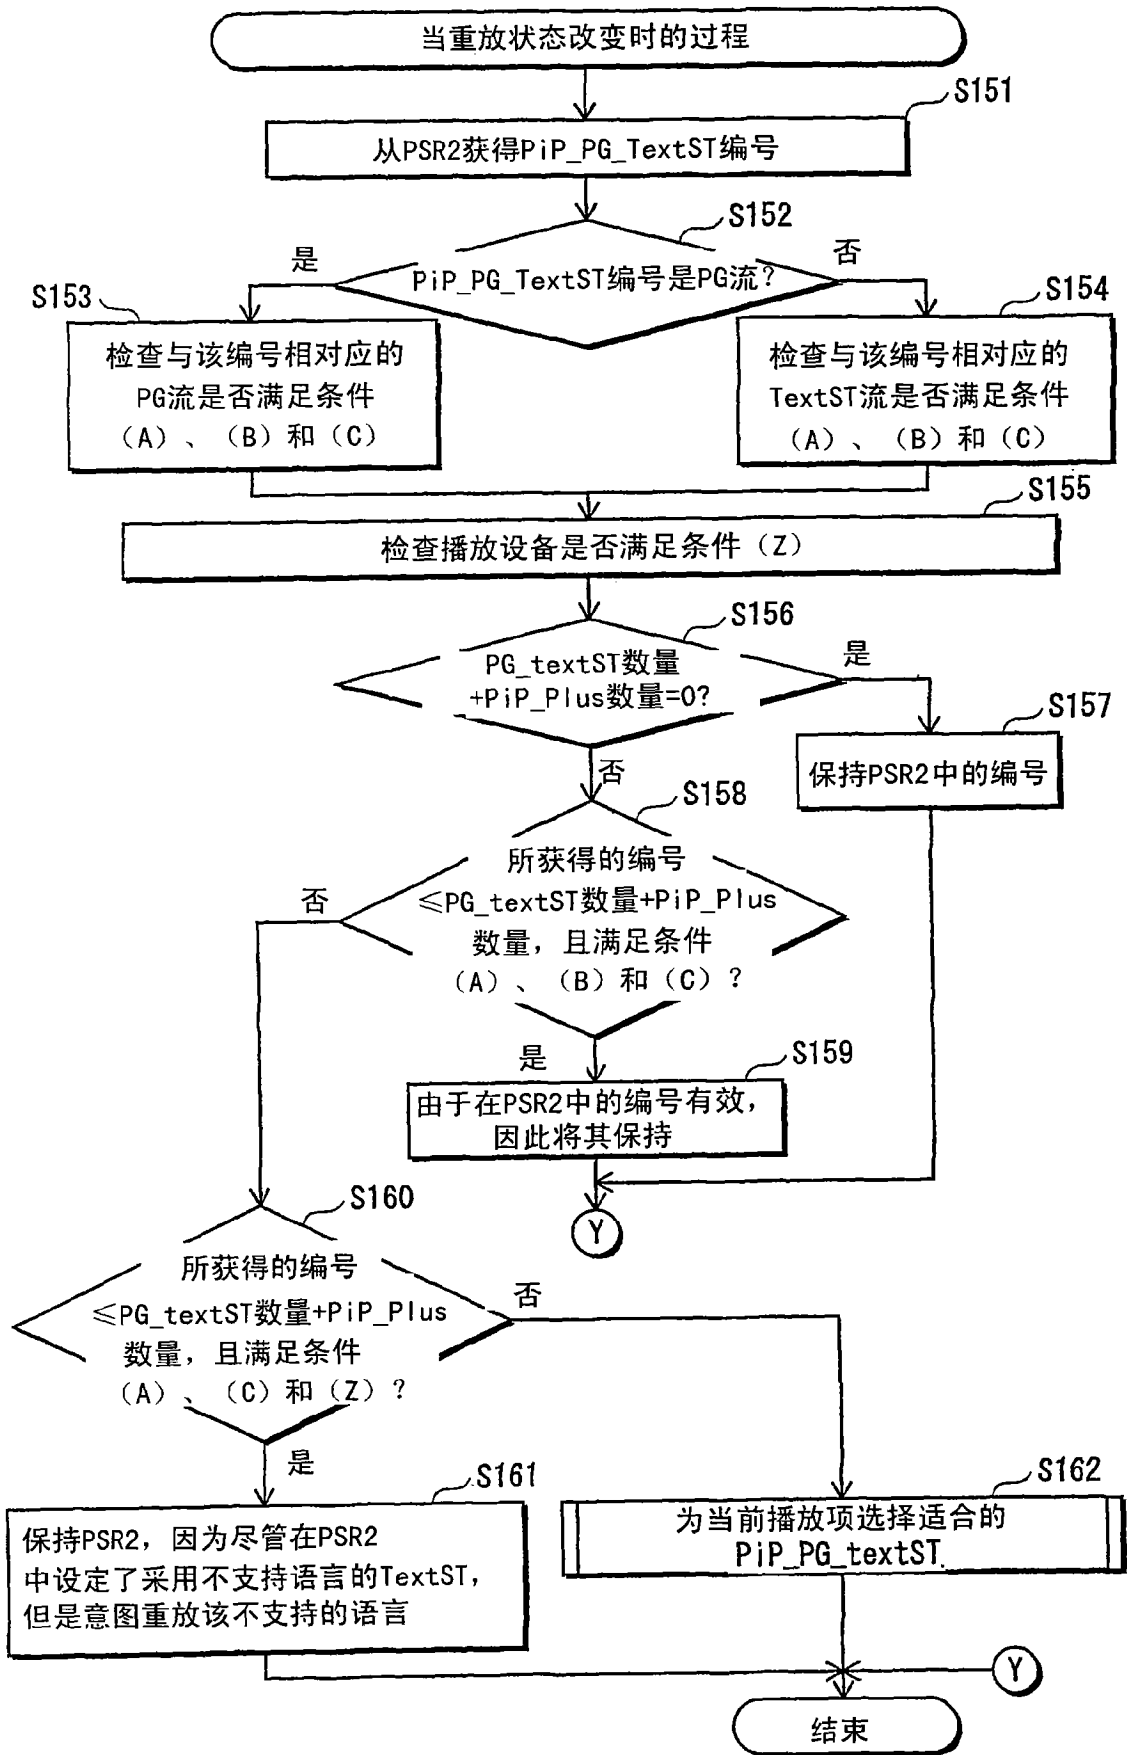 当重放状态改变时的过程
S151
从PSR2获得PiP_PG_TextST编号
S152
是
否
PiP_PG_TextST编号是PG流?
S153
S154
检查与该编号相对应的
PG流是否满足条件
(A)、(B)和(C)
检查与该编号相对应的
TextST流是否满足条件
(A)、(B)和(C)
S155
检查播放设备是否满足条件(Z)
S156
是
PG_textST数量
+PiP_Plus数量=0?
S157
保持PSR2中的编号
否
S158
所获得的编号
≤PG_textST数量+PiP_Plus
数量,且满足条件
(A)、(B)和(C)?
否
是
S159
由于在PSR2中的编号有效,
因此将其保持
Y
S160
所获得的编号
≤PG_textST数量+PiP_Plus
数量,且满足条件
(A)、(C)和(Z)?
否
是
S161
保持PSR2,因为尽管在PSR2
中设定了采用不支持语言的TextST,
但是意图重放该不支持的语言
S162
为当前播放项选择适合的
PiP_PG_textST.
Y
结束